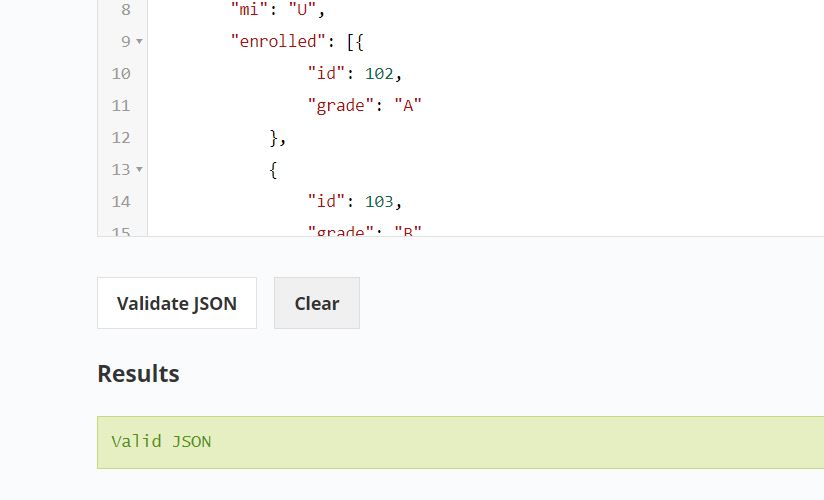 8 "mi": "U",
9 "enrolled": [{
10 "id": 102,
11 "grade": "A"
12 },
13 {
14 "id": 103,
15 "grade": "B"
Validate JSON Clear
Results
Valid JSON